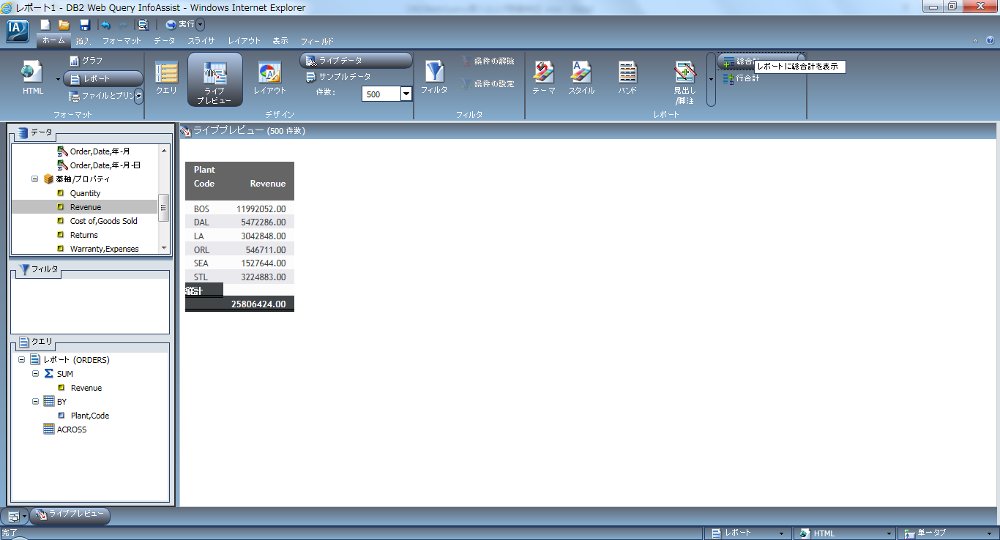 レポート1 - DB2 Web Query InfoAssist - Windows Internet Explorer
IA
実行
ホーム 挿入 フォーマット データ スライサ レイアウト 表示 フィールド
HTML
グラフ
レポート
ファイルとプリン
フォーマット
クエリ
ライブ
プレビュー
レイアウト
ライブデータ
サンプルデータ
件数: 500
デザイン
フィルタ
条件の解除
条件の設定
フィルタ
テーマ
スタイル
バンド
見出し
/脚注
総合計
行合計
レポートに総合計を表示
レポート
データ
Order,Date,年-月
Order,Date,年-月-日
基軸/プロパティ
Quantity
Revenue
Cost of,Goods Sold
Returns
Warranty,Expenses
フィルタ
クエリ
レポート (ORDERS)
SUM
Revenue
BY
Plant,Code
ACROSS
ライブプレビュー (500 件数)
Plant
Code Revenue
BOS 11992052.00
DAL 5472286.00
LA 3042848.00
ORL 546711.00
SEA 1527644.00
STL 3224883.00
総計
25806424.00
ライブプレビュー
完了
レポート
HTML
単一タブ